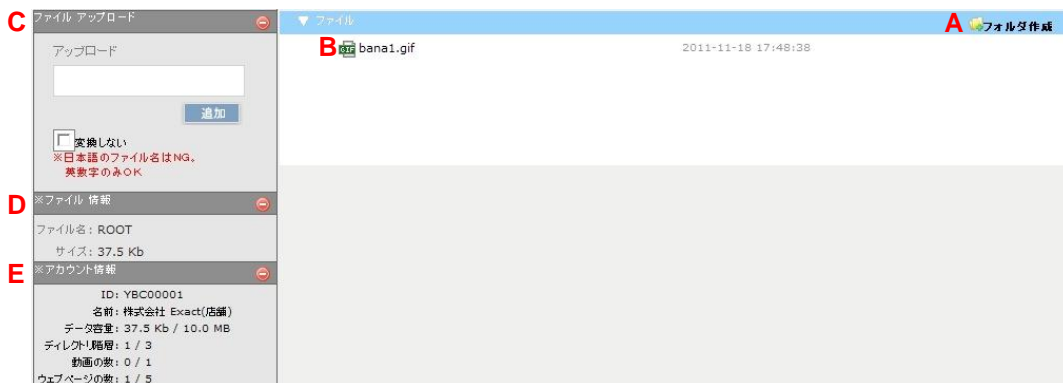 C ファイル アップロード
アップロード
追加
変換しない
※日本語のファイル名はNG。
英数字のみOK
D ※ファイル 情報
ファイル名: ROOT
サイズ: 37.5 Kb
E ※アカウント情報
ID: YBC00001
名前: 株式会社 Exact(店舗)
データ容量: 37.5 Kb / 10.0 MB
ディレクトリ階層: 1 / 3
動画の数: 0 / 1
ウェブページの数: 1 / 5
▼ ファイル
A フォルダ作成
B GIF bana1.gif 2011-11-18 17:48:38